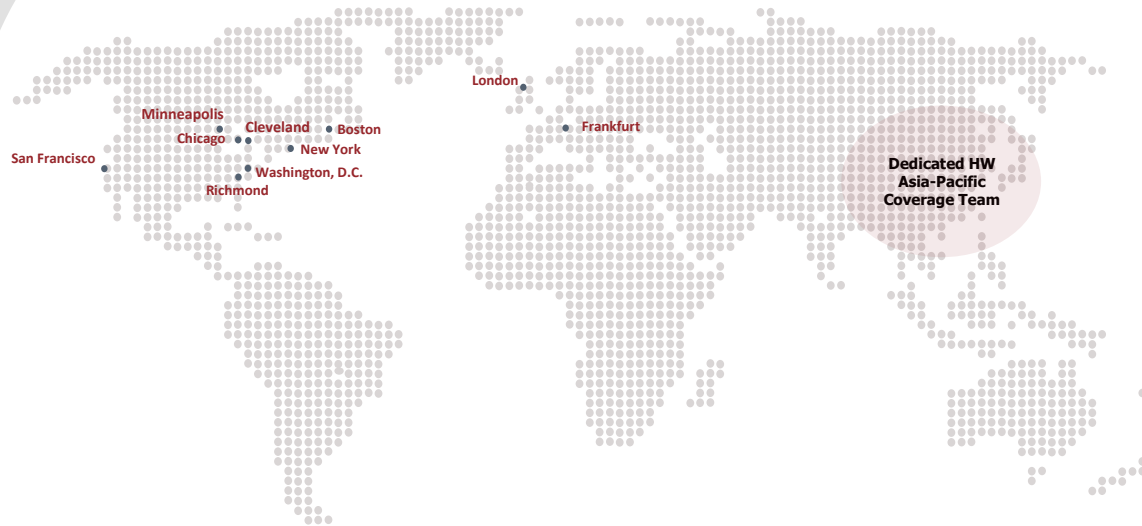 London
Minneapolis
Cleveland
Boston
Frankfurt
Chicago
New York
San Francisco
Washington, D.C.
Richmond
Dedicated HW
Asia-Pacific
Coverage Team